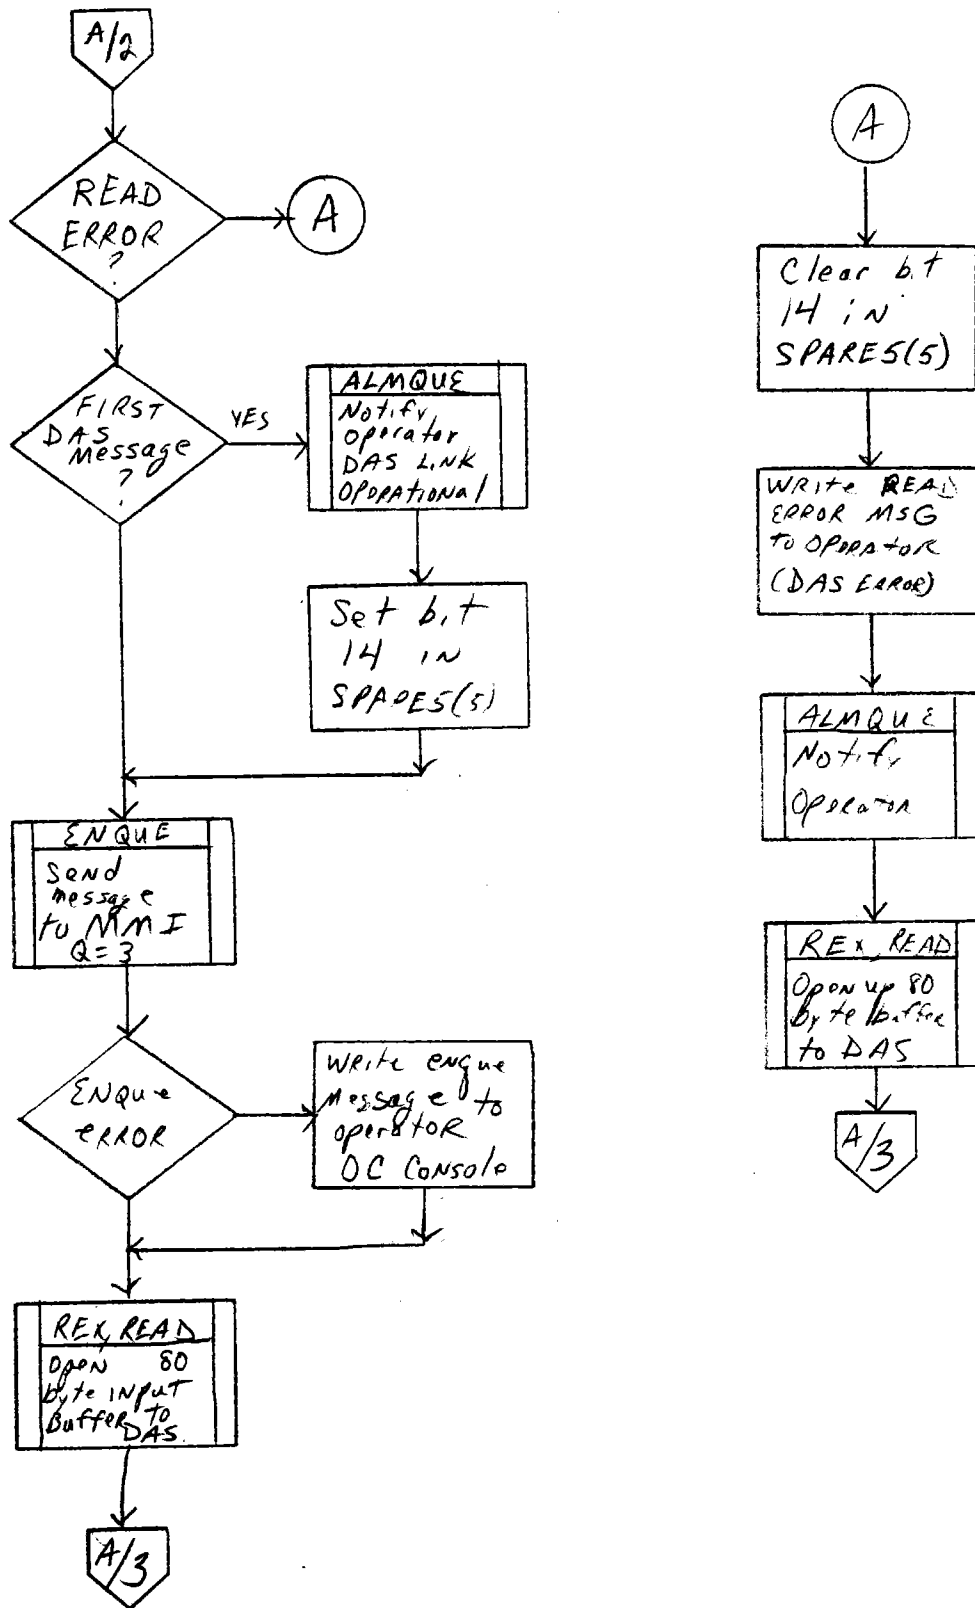 A/2
READ
ERROR
?
A
FIRST
DAS
Message
?
YES
ALMQUE
Notify
Operator
DAS LINK
OPORATIONAL
Set bit
14 IN
SPARES(5)
ENQUE
Send
message
to MMI
Q=3
ENQue
eRROR
WRite enque
Message to
operatoR
OC Console
REX, READ
Open 80
byte INput
BuffeR to
DAS
A/3
A
Clear bit
14 iN
SPARES(5)
WRite READ
ERROR MSG
to OPORatOR
(DAS ERROR)
ALMQUE
Notify
Operator
REX, READ
Open up 80
byte buffer
to DAS
A/3